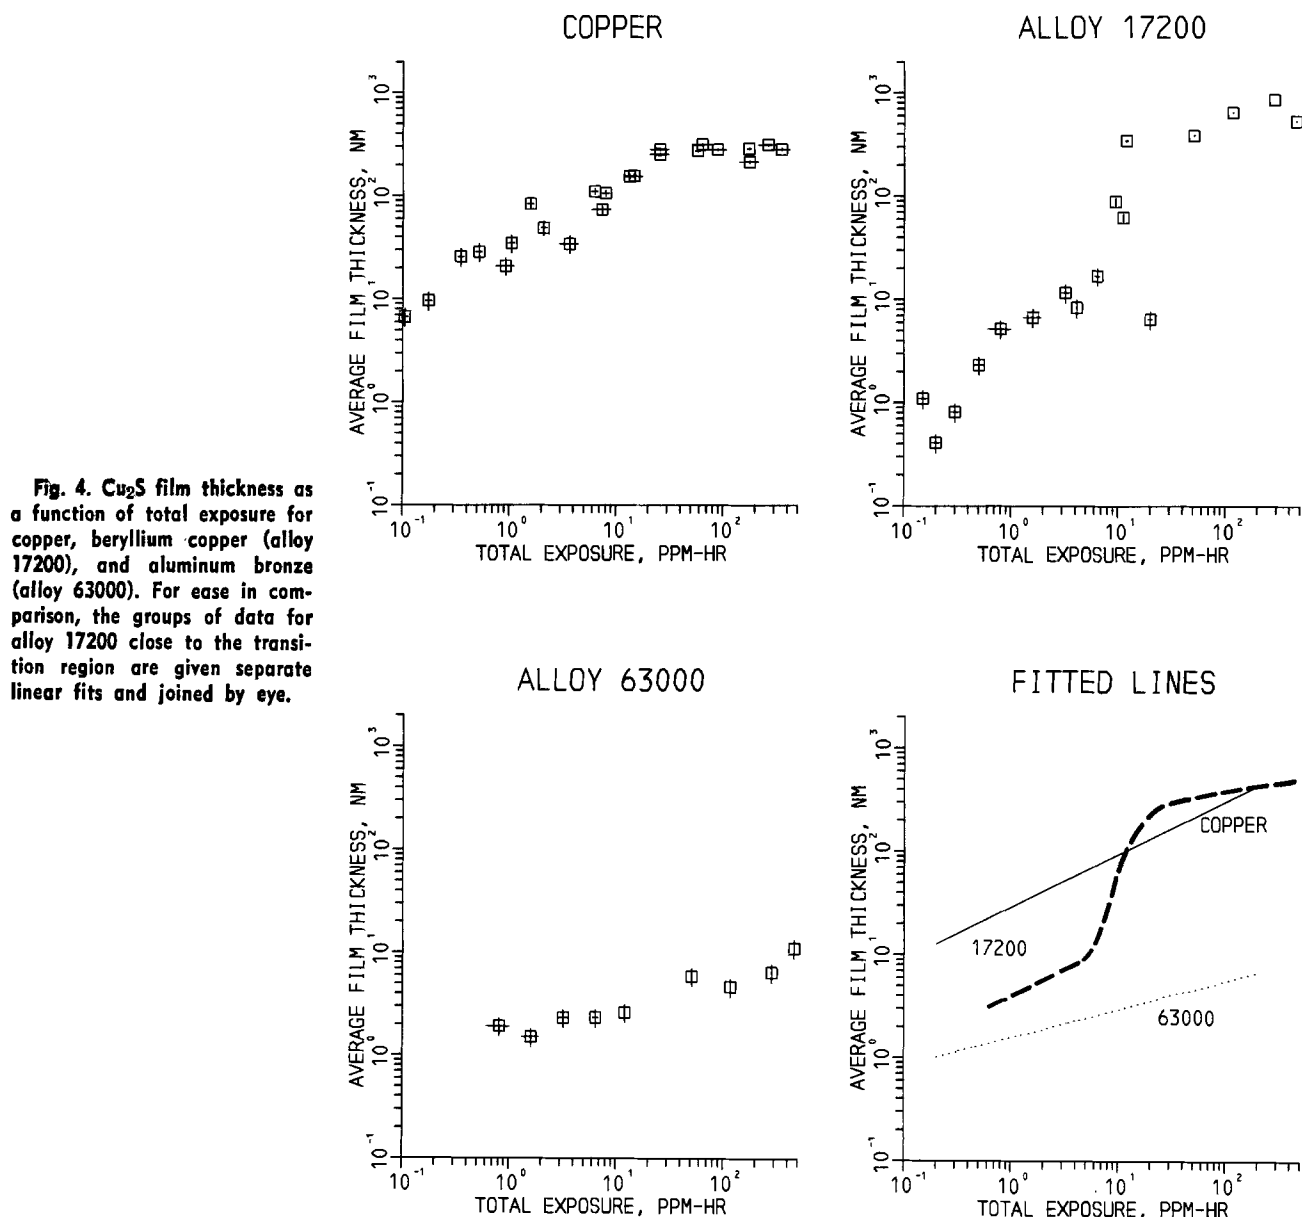 COPPER
10³
10²
10¹
10⁰
10⁻¹
AVERAGE FILM THICKNESS, NM
10⁻¹ 10⁰ 10¹ 10²
TOTAL EXPOSURE, PPM-HR
ALLOY 17200
10³
10²
10¹
10⁰
10⁻¹
AVERAGE FILM THICKNESS, NM
10⁻¹ 10⁰ 10¹ 10²
TOTAL EXPOSURE, PPM-HR
Fig. 4. Cu₂S film thickness as
a function of total exposure for
copper, beryllium copper (alloy
17200), and aluminum bronze
(alloy 63000). For ease in com-
parison, the groups of data for
alloy 17200 close to the transi-
tion region are given separate
linear fits and joined by eye.
ALLOY 63000
10³
10²
10¹
10⁰
10⁻¹
AVERAGE FILM THICKNESS, NM
10⁻¹ 10⁰ 10¹ 10²
TOTAL EXPOSURE, PPM-HR
FITTED LINES
10³
10²
10¹
10⁰
10⁻¹
AVERAGE FILM THICKNESS, NM
COPPER
17200
63000
10⁻¹ 10⁰ 10¹ 10²
TOTAL EXPOSURE, PPM-HR